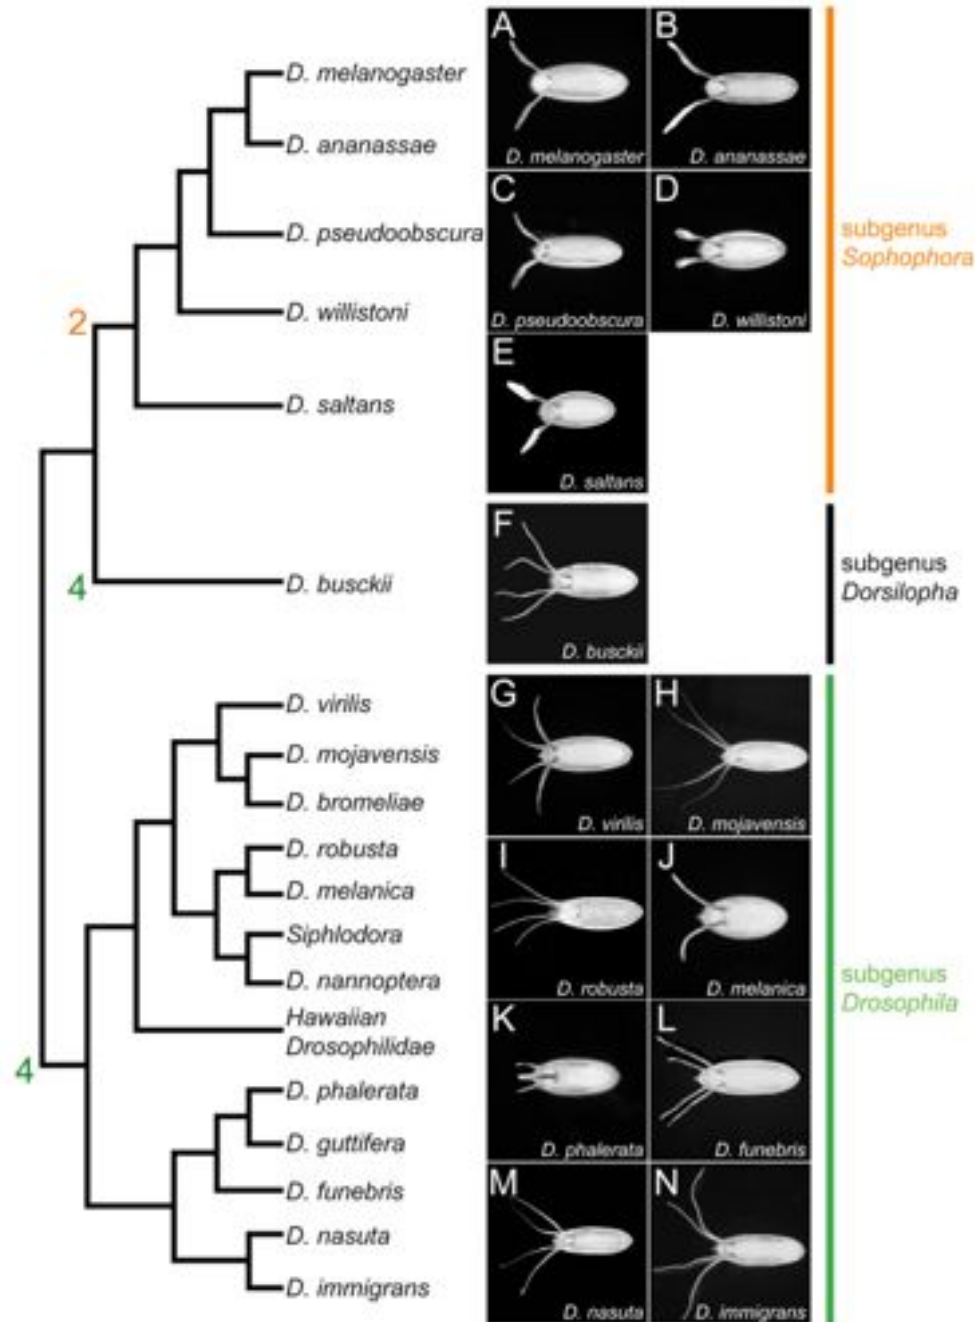 D. melanogaster
D. ananassae
D. pseudoobscura
D. willistoni
D. saltans
D. busckii
D. virilis
D. mojavensis
D. bromeliae
D. robusta
D. melanica
Siphlodora
D. nannoptera
Hawaiian
Drosophilidae
D. phalerata
D. guttifera
D. funebris
D. nasuta
D. immigrans
2
4
4
A
D. melanogaster
B
D. ananassae
C
D. pseudoobscura
D
D. willistoni
E
D. saltans
F
D. busckii
G
D. virilis
H
D. mojavensis
I
D. robusta
J
D. melanica
K
D. phalerata
L
D. funebris
M
D. nasuta
N
D. immigrans
subgenus
Sophophora
subgenus
Dorsilopha
subgenus
Drosophila